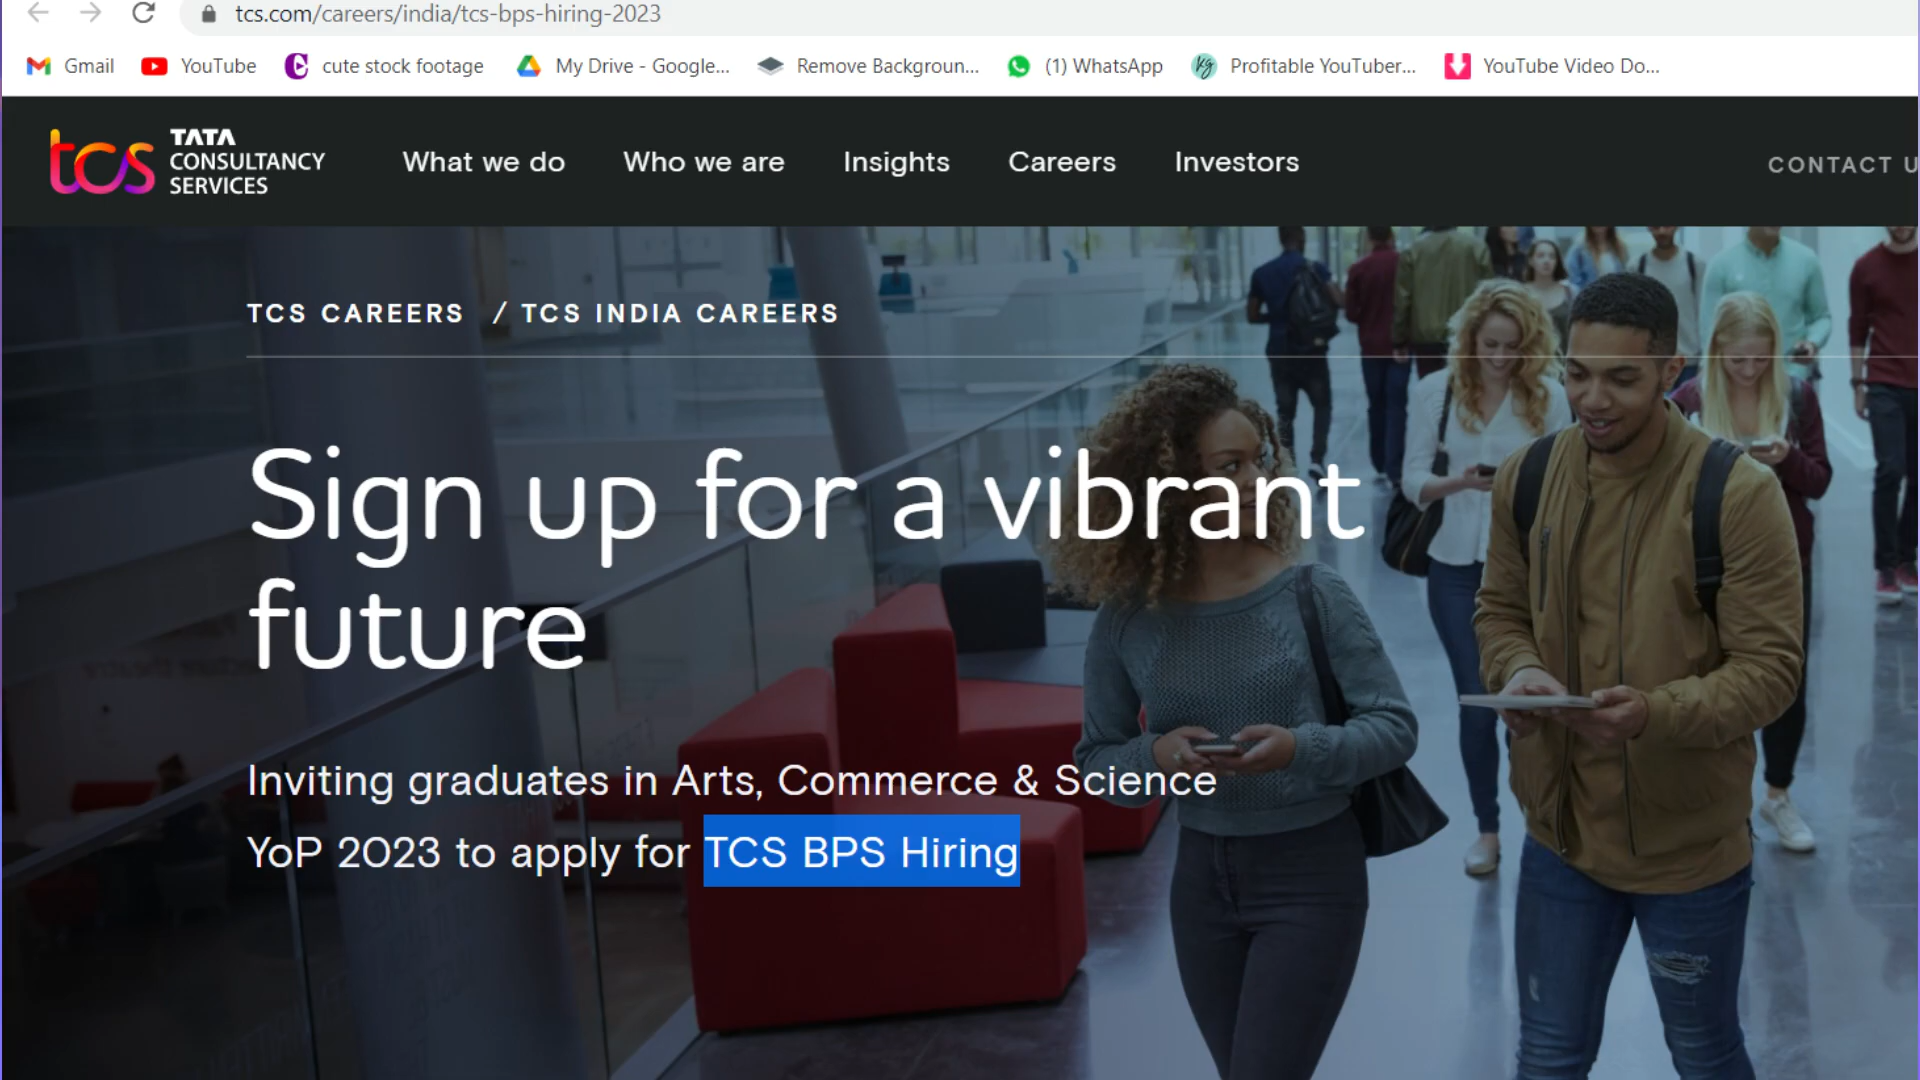 tcs.com/careers/india/tcs-bps-hiring-2023
Gmail YouTube cute stock footage My Drive - Google... Remove Backgroun... (1) WhatsApp Profitable YouTuber... YouTube Video Do...
tcs TATA CONSULTANCY SERVICES
What we do Who we are Insights Careers Investors CONTACT U
TCS CAREERS / TCS INDIA CAREERS
Sign up for a vibrant
future
Inviting graduates in Arts, Commerce & Science
YoP 2023 to apply for TCS BPS Hiring